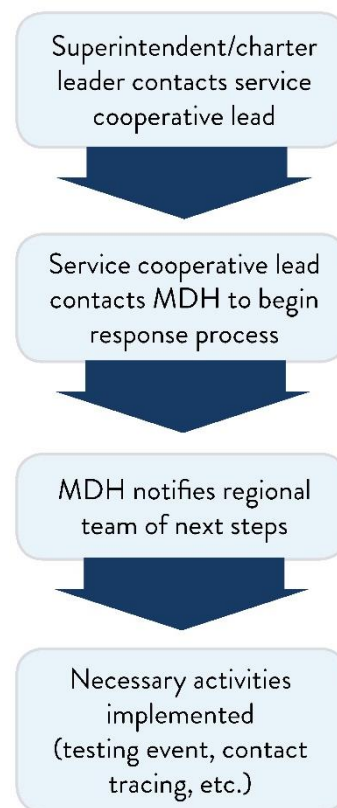 Superintendent/charter
leader contacts service
cooperative lead
Service cooperative lead
contacts MDH to begin
response process
MDH notifies regional
team of next steps
Necessary activities
implemented
(testing event, contact
tracing, etc.)